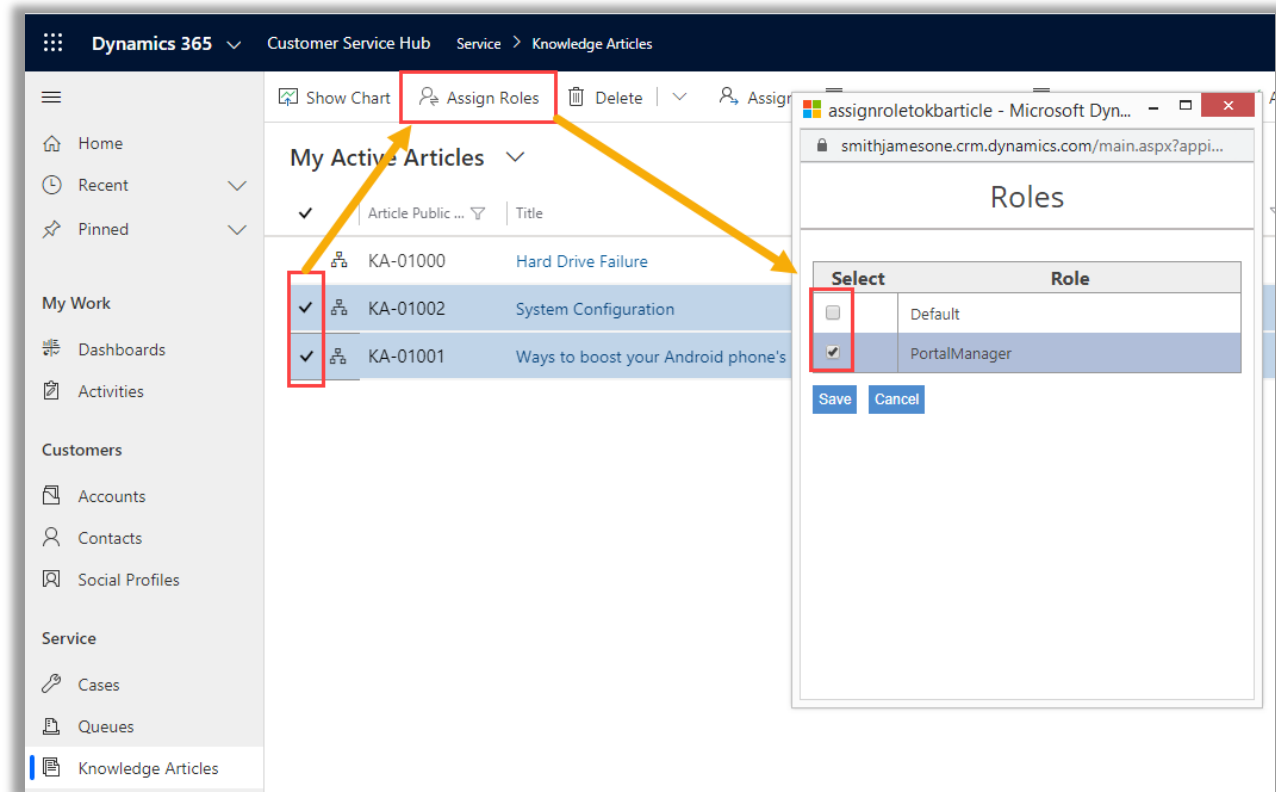 Dynamics 365 Customer Service Hub Service > Knowledge Articles
Show Chart Assign Roles Delete Assign
Home
Recent
Pinned
My Work
Dashboards
Activities
Customers
Accounts
Contacts
Social Profiles
Service
Cases
Queues
Knowledge Articles
My Active Articles
Article Public ... Title
KA-01000 Hard Drive Failure
KA-01002 System Configuration
KA-01001 Ways to boost your Android phone's
assignroletokbarticle - Microsoft Dyn...
smithjamesone.crm.dynamics.com/main.aspx?appi...
Roles
Select Role
Default
PortalManager
Save Cancel